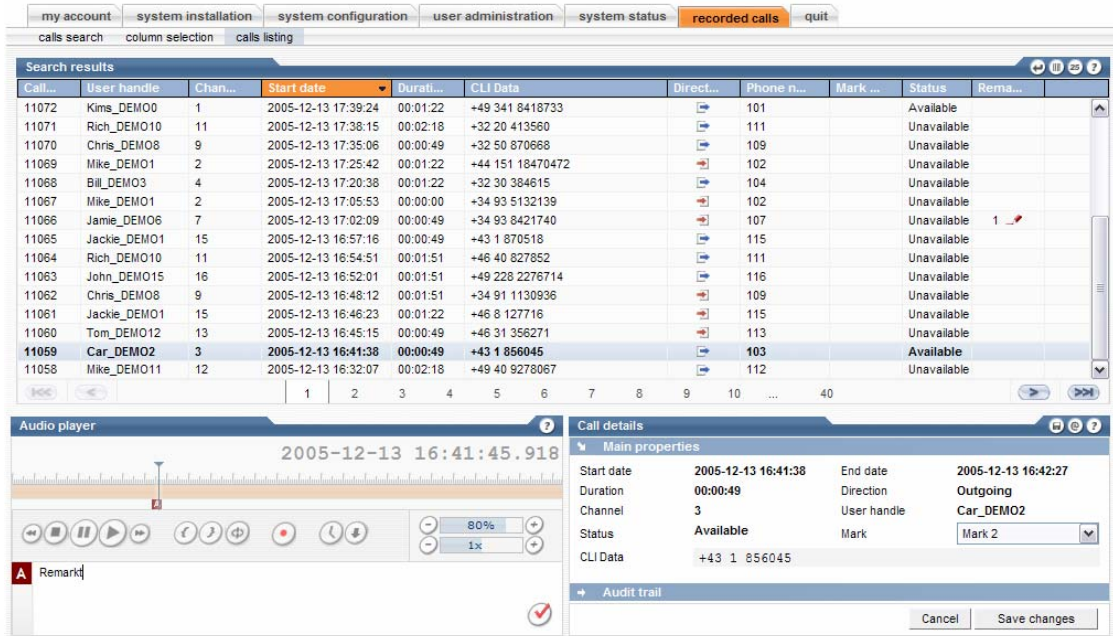 my account system installation system configuration user administration system status recorded calls quit
calls search column selection calls listing
Search results 25 ?
Call... User handle Chan... Start date Durati... CLI Data Direct... Phone n... Mark ... Status Rema...
11072 Kims_DEMO0 1 2005-12-13 17:39:24 00:01:22 +49 341 8418733 101 Available
11071 Rich_DEMO10 11 2005-12-13 17:38:15 00:02:18 +32 20 413560 111 Unavailable
11070 Chris_DEMO8 9 2005-12-13 17:35:06 00:00:49 +32 50 870668 109 Unavailable
11069 Mike_DEMO1 2 2005-12-13 17:25:42 00:01:22 +44 151 18470472 102 Unavailable
11068 Bill_DEMO3 4 2005-12-13 17:20:38 00:01:22 +32 30 384615 104 Unavailable
11067 Mike_DEMO1 2 2005-12-13 17:05:53 00:00:00 +34 93 5132139 102 Unavailable
11066 Jamie_DEMO6 7 2005-12-13 17:02:09 00:00:49 +34 93 8421740 107 Unavailable 1
11065 Jackie_DEMO1 15 2005-12-13 16:57:16 00:00:49 +43 1 870518 115 Unavailable
11064 Rich_DEMO10 11 2005-12-13 16:54:51 00:01:51 +46 40 827852 111 Unavailable
11063 John_DEMO15 16 2005-12-13 16:52:01 00:01:51 +49 228 2276714 116 Unavailable
11062 Chris_DEMO8 9 2005-12-13 16:48:12 00:01:51 +34 91 1130936 109 Unavailable
11061 Jackie_DEMO1 15 2005-12-13 16:46:23 00:01:22 +46 8 127716 115 Unavailable
11060 Tom_DEMO12 13 2005-12-13 16:45:15 00:00:49 +46 31 356271 113 Unavailable
11059 Car_DEMO2 3 2005-12-13 16:41:38 00:00:49 +43 1 856045 103 Available
11058 Mike_DEMO11 12 2005-12-13 16:32:07 00:02:18 +49 40 9278067 112 Unavailable
1 2 3 4 5 6 7 8 9 10 ... 40
Audio player ?
2005-12-13 16:41:45.918
A
80%
1x
A Remarkt
Call details @ ?
Main properties
Start date 2005-12-13 16:41:38 End date 2005-12-13 16:42:27
Duration 00:00:49 Direction Outgoing
Channel 3 User handle Car_DEMO2
Status Available Mark Mark 2
CLI Data +43 1 856045
Audit trail
Cancel Save changes